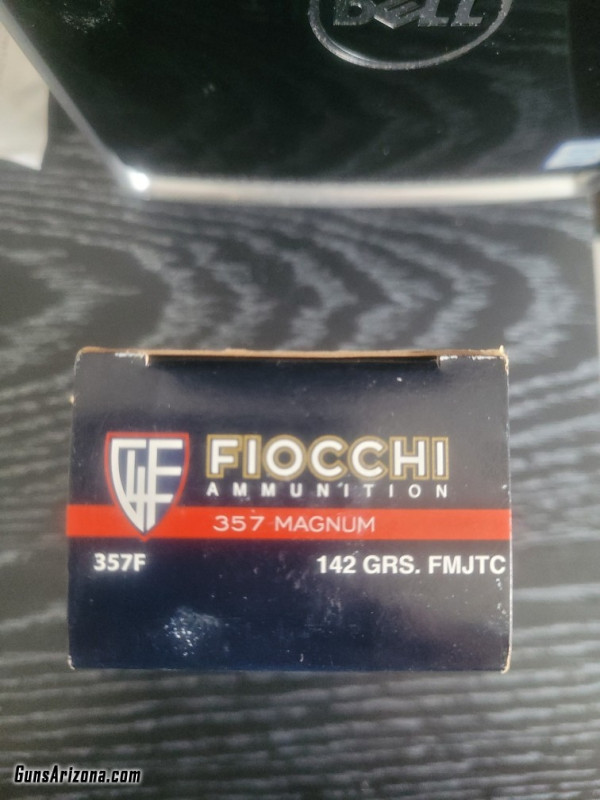 DELL
FIOCCHI
AMMUNITION
357 MAGNUM
357F
142 GRS. FMJTC
GunsArizona.com